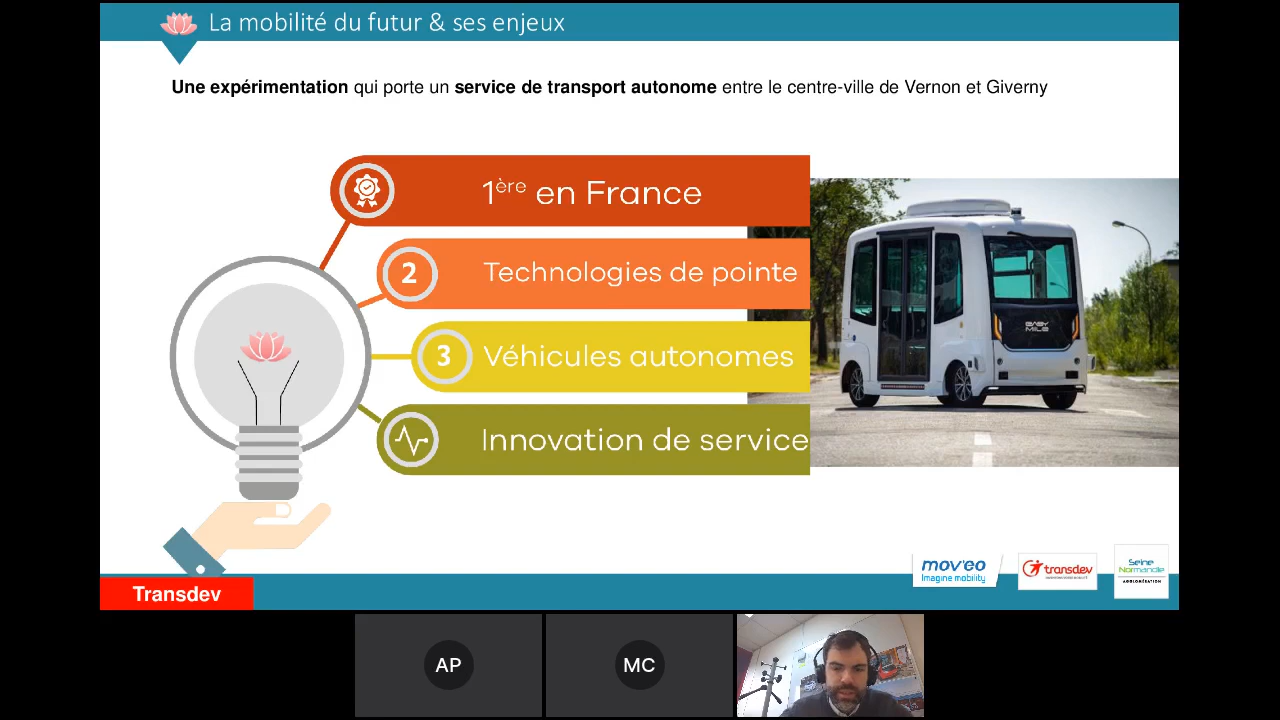 La mobilité du futur & ses enjeux
Une expérimentation qui porte un service de transport autonome entre le centre-ville de Vernon et Giverny
1ère en France
2
Technologies de pointe
3
Véhicules autonomes
Innovation de service
EASY
MILE
mov'eo
Imagine mobility
transdev
Seine
Normandie
AGGLOMÉRATION
Transdev
AP
MC